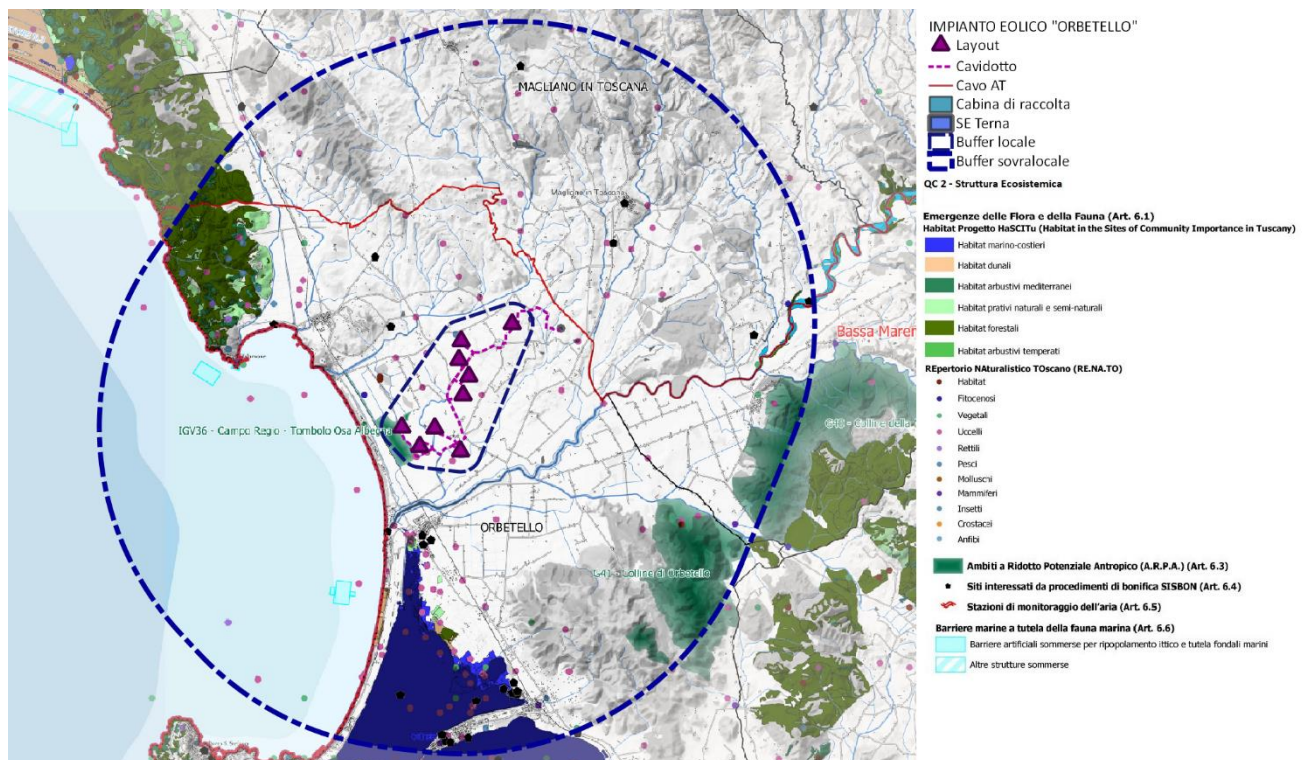 MAGLIANO IN TOSCANA
Magliano in Toscana
Bassa Marem
IGV36 - Campo Regio - Tombolo Osa Albegna
G40 - Colline della
ORBETELLO
G41 - Colline di Orbetello
IMPIANTO EOLICO "ORBETELLO"
Layout
Cavidotto
Cavo AT
Cabina di raccolta
SE Terna
Buffer locale
Buffer sovralocale
QC 2 - Struttura Ecosistemica
Emergenze delle Flora e della Fauna (Art. 6.1)
Habitat Progetto HaSCITu (Habitat in the Sites of Community Importance in Tuscany)
Habitat marino-costieri
Habitat dunali
Habitat arbustivi mediterranei
Habitat prativi naturali e semi-naturali
Habitat forestali
Habitat arbustivi temperati
REpertorio NAturalistico TOscano (RE.NA.TO)
Habitat
Fitocenosi
Vegetali
Uccelli
Rettili
Pesci
Molluschi
Mammiferi
Insetti
Crostacei
Anfibi
Ambiti a Ridotto Potenziale Antropico (A.R.P.A.) (Art. 6.3)
Siti interessati da procedimenti di bonifica SISBON (Art. 6.4)
Stazioni di monitoraggio dell'aria (Art. 6.5)
Barriere marine a tutela della fauna marina (Art. 6.6)
Barriere artificiali sommerse per ripopolamento ittico e tutela fondali marini
Altre strutture sommerse